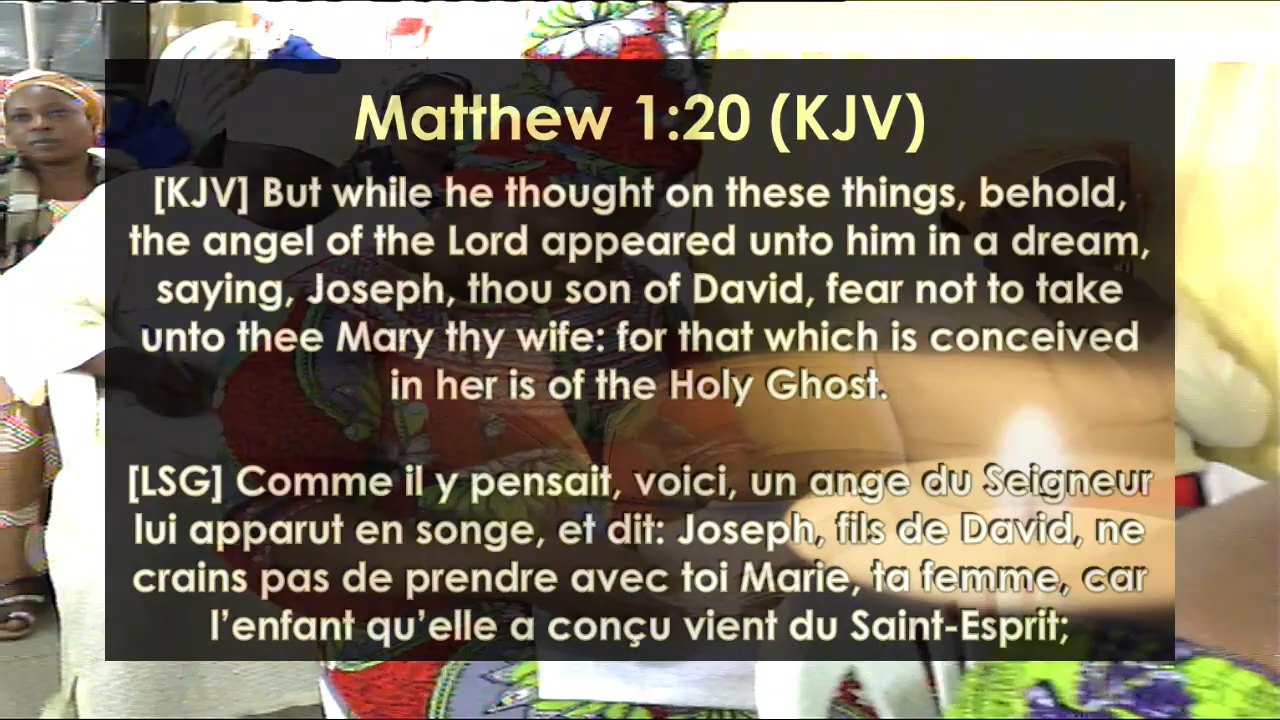 Matthew 1:20 (KJV)
[KJV] But while he thought on these things, behold,
the angel of the Lord appeared unto him in a dream,
saying, Joseph, thou son of David, fear not to take
unto thee Mary thy wife: for that which is conceived
in her is of the Holy Ghost.
[LSG] Comme il y pensait, voici, un ange du Seigneur
lui apparut en songe, et dit: Joseph, fils de David, ne
crains pas de prendre avec toi Marie, ta femme, car
l’enfant qu’elle a conçu vient du Saint-Esprit;